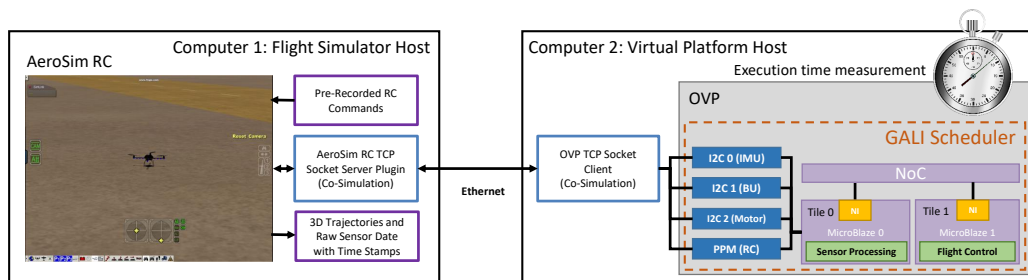 Computer 1: Flight Simulator Host
AeroSim RC
Reset Camera
Pre-Recorded RC
Commands
AeroSim RC TCP
Socket Server Plugin
(Co-Simulation)
3D Trajectories and
Raw Sensor Date
with Time Stamps
Ethernet
Computer 2: Virtual Platform Host
Execution time measurement
OVP
OVP TCP Socket
Client
(Co-Simulation)
GALI Scheduler
I2C 0 (IMU)
I2C 1 (BU)
I2C 2 (Motor)
PPM (RC)
NoC
Tile 0
NI
MicroBlaze 0
Sensor Processing
Tile 1
NI
MicroBlaze 1
Flight Control